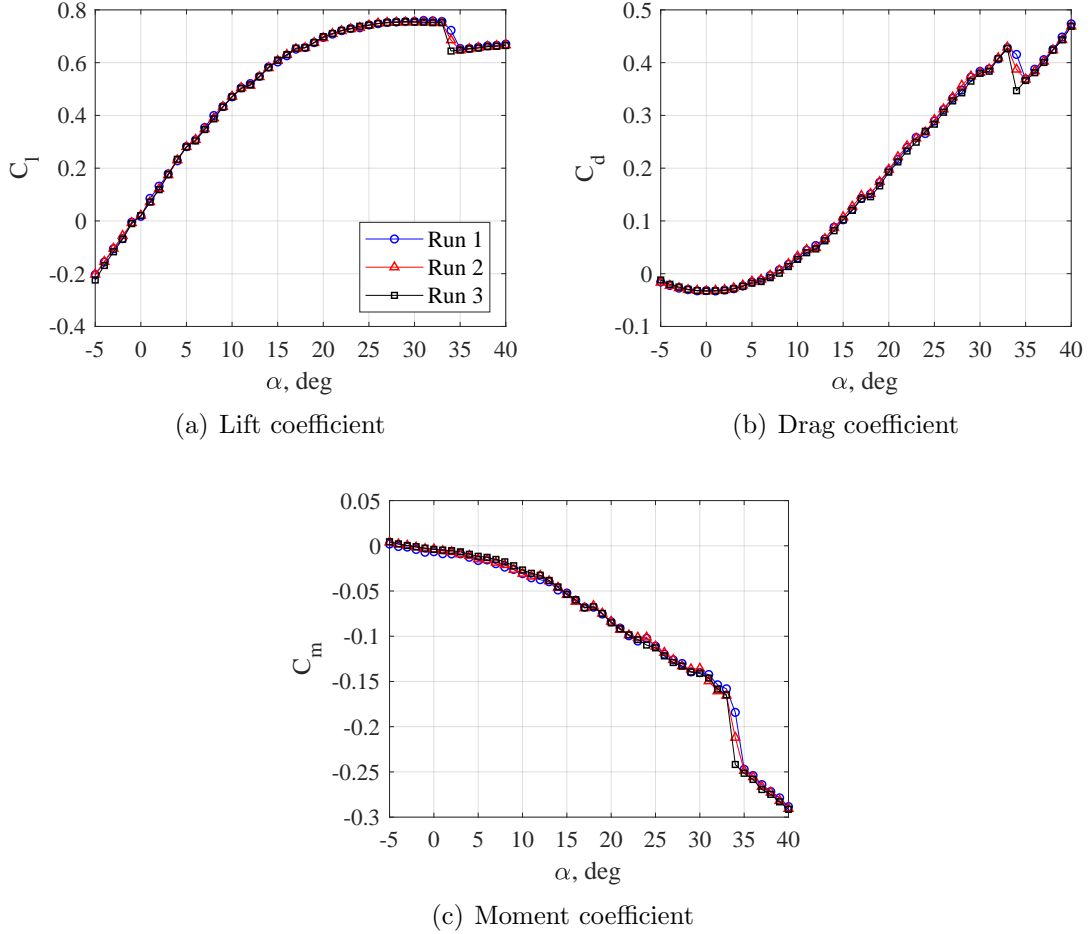 0.8
0.6
0.4
0.2
0
-0.2
-0.4
C_l
-5 0 5 10 15 20 25 30 35 40
α, deg
Run 1
Run 2
Run 3
(a) Lift coefficient
0.5
0.4
0.3
0.2
0.1
0
-0.1
C_d
-5 0 5 10 15 20 25 30 35 40
α, deg
(b) Drag coefficient
0.05
0
-0.05
-0.1
-0.15
-0.2
-0.25
-0.3
C_m
-5 0 5 10 15 20 25 30 35 40
α, deg
(c) Moment coefficient